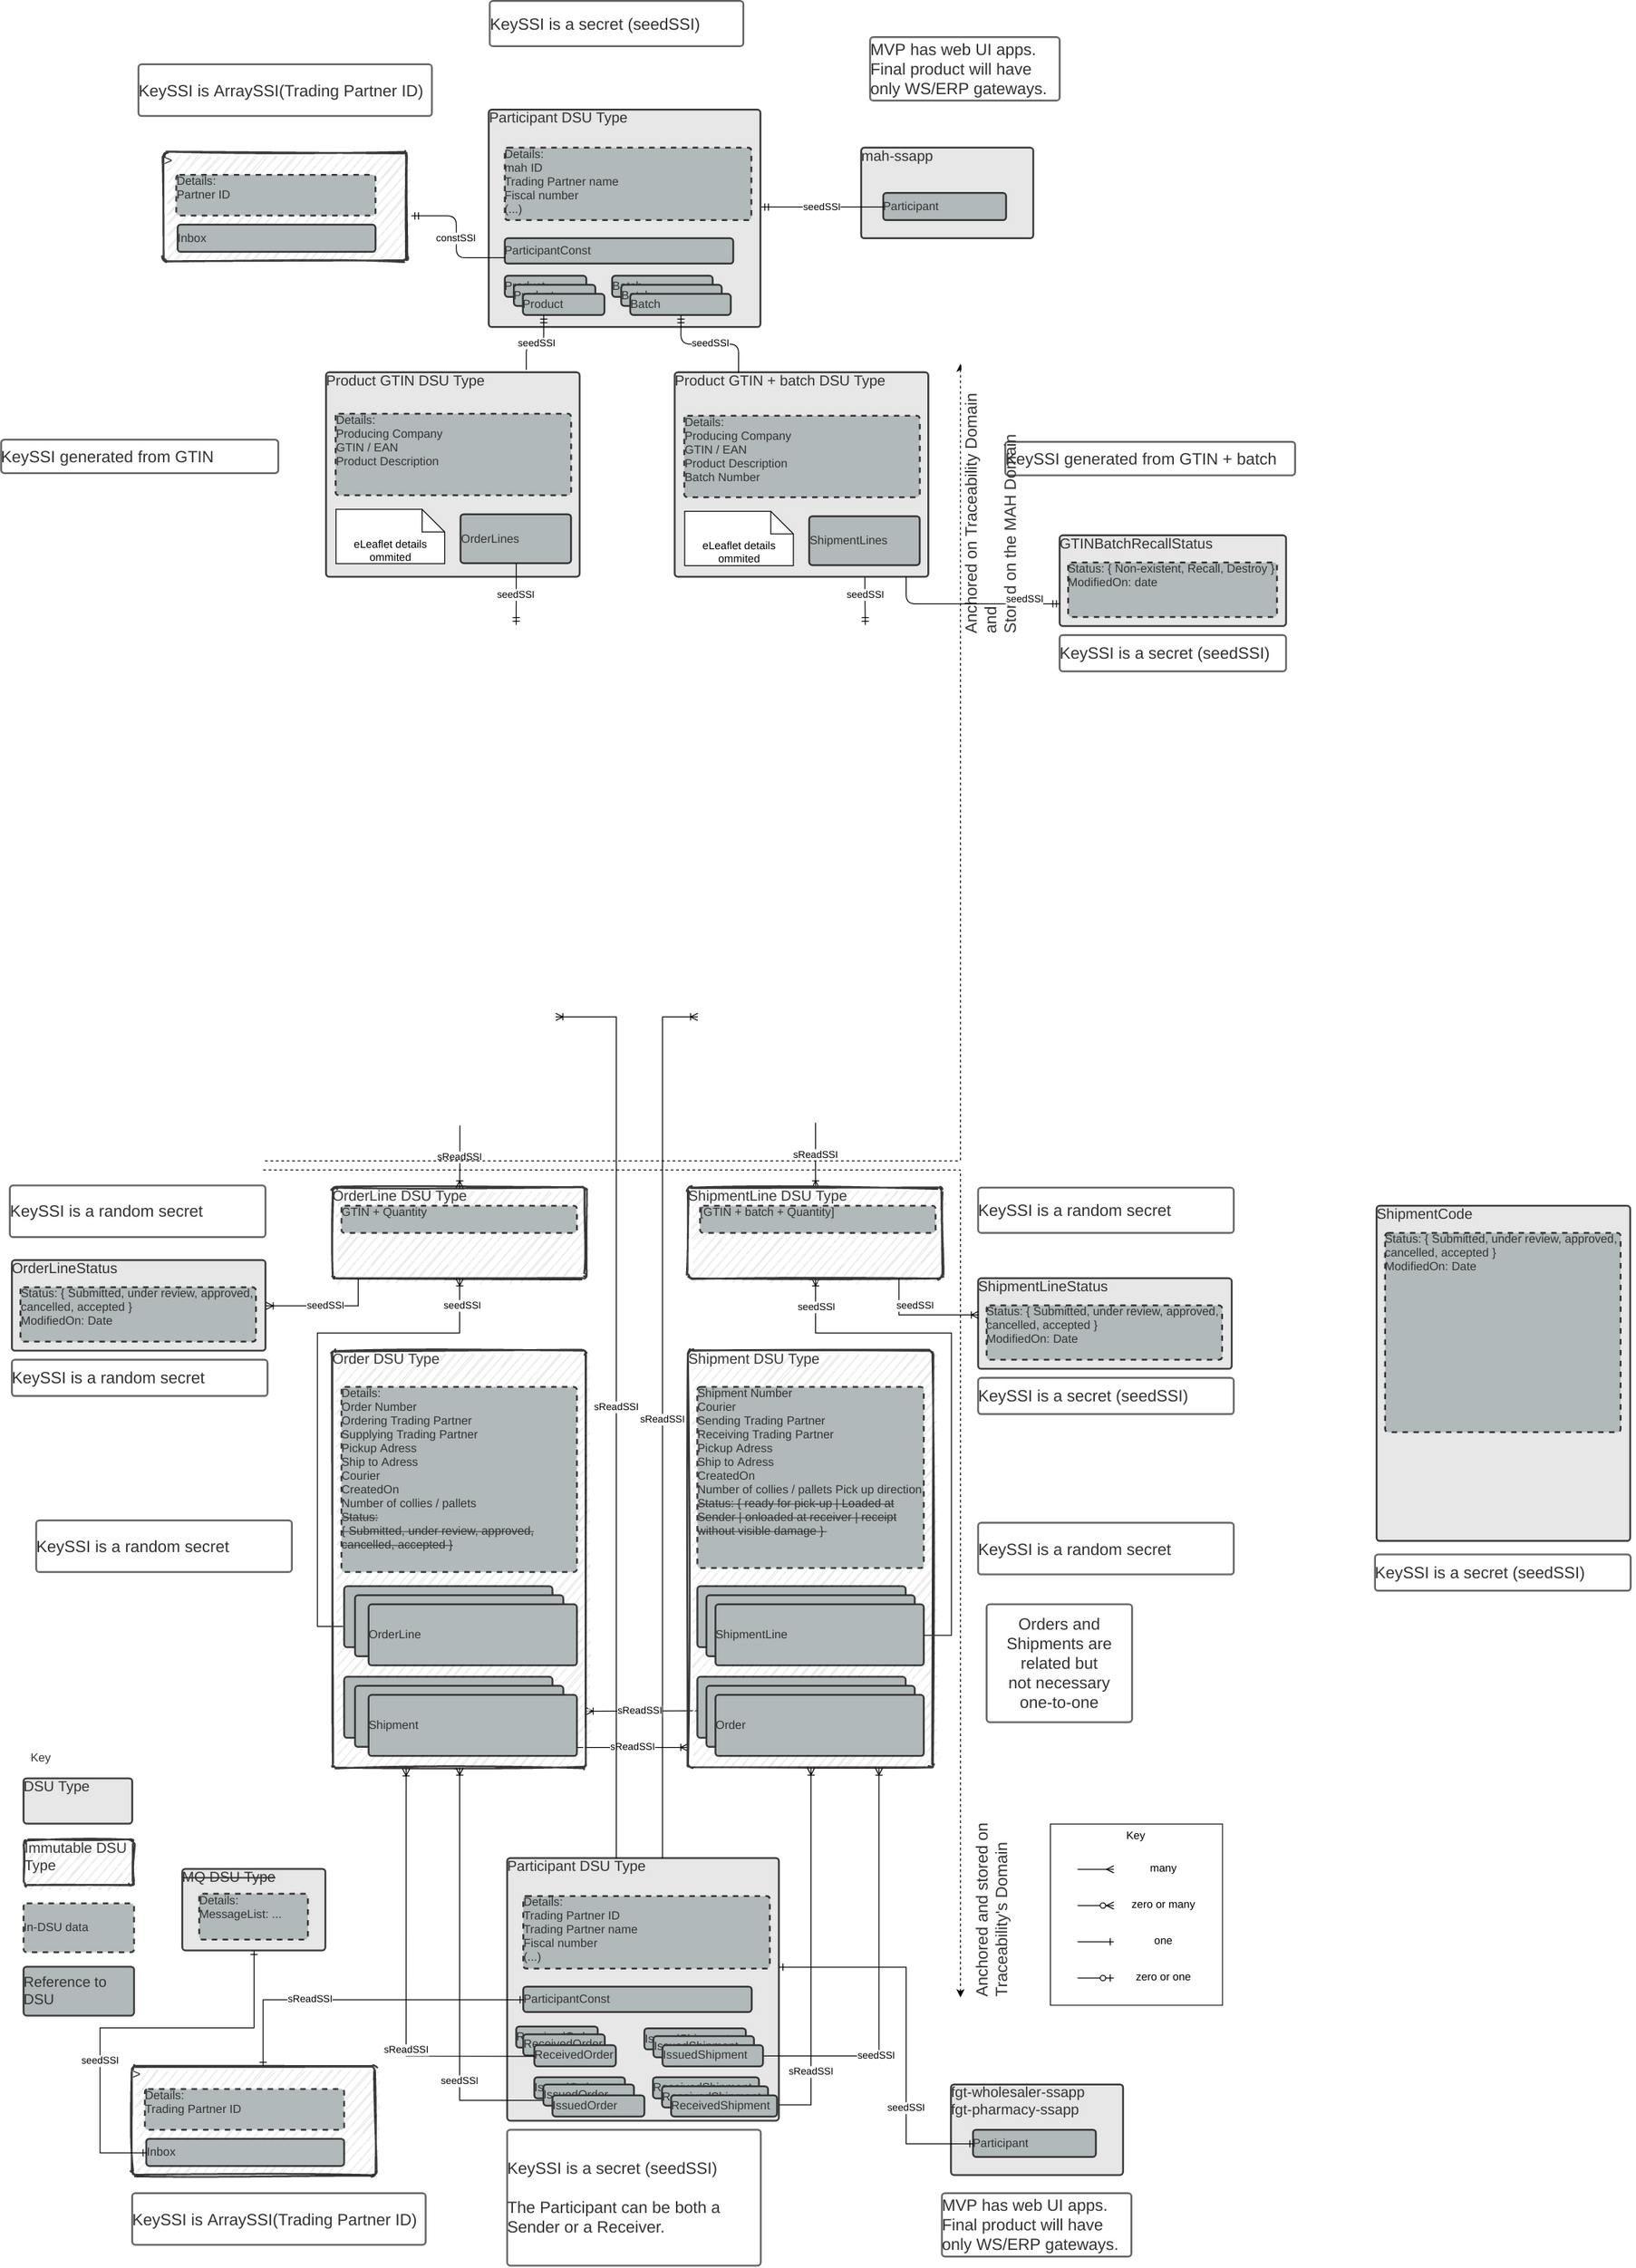 KeySSI is a secret (seedSSI)
MVP has web UI apps.
Final product will have
only WS/ERP gateways.
KeySSI is ArraySSI(Trading Partner ID)
Participant DSU Type
Details:
mah ID
Trading Partner name
Fiscal number
(...)
ParticipantConst
Product
Batch
>
Details:
Partner ID
Inbox
constSSI
seedSSI
mah-ssapp
Participant
seedSSI
seedSSI
Product GTIN DSU Type
Details:
Producing Company
GTIN / EAN
Product Description
eLeaflet details
ommited
OrderLines
seedSSI
Product GTIN + batch DSU Type
Details:
Producing Company
GTIN / EAN
Product Description
Batch Number
eLeaflet details
ommited
ShipmentLines
seedSSI
seedSSI
KeySSI generated from GTIN
Anchored on Traceability Domain
and
Stored on the MAH Domain
KeySSI generated from GTIN + batch
GTINBatchRecallStatus
Status: { Non-existent, Recall, Destroy }
ModifiedOn: date
KeySSI is a secret (seedSSI)
sReadSSI
sReadSSI
KeySSI is a random secret
OrderLine DSU Type
GTIN + Quantity
ShipmentLine DSU Type
[GTIN + batch + Quantity]
KeySSI is a random secret
ShipmentCode
Status: { Submitted, under review, approved,
cancelled, accepted }
ModifiedOn: Date
KeySSI is a secret (seedSSI)
OrderLineStatus
Status: { Submitted, under review, approved,
cancelled, accepted }
ModifiedOn: Date
KeySSI is a random secret
seedSSI
seedSSI
seedSSI
seedSSI
ShipmentLineStatus
Status: { Submitted, under review, approved,
cancelled, accepted }
ModifiedOn: Date
KeySSI is a secret (seedSSI)
Order DSU Type
Details:
Order Number
Ordering Trading Partner
Supplying Trading Partner
Pickup Adress
Ship to Adress
Courier
CreatedOn
Number of collies / pallets
Status:
{ Submitted, under review, approved,
cancelled, accepted }
OrderLine
Shipment
sReadSSI
sReadSSI
Shipment DSU Type
Shipment Number
Courier
Sending Trading Partner
Receiving Trading Partner
Pickup Adress
Ship to Adress
CreatedOn
Number of collies / pallets Pick up direction
Status: { ready for pick-up | Loaded at
Sender | onloaded at receiver | receipt
without visible damage }
ShipmentLine
Order
KeySSI is a random secret
KeySSI is a random secret
Orders and
Shipments are
related but
not necessary
one-to-one
sReadSSI
sReadSSI
Key
DSU Type
Immutable DSU
Type
In-DSU data
Reference to
DSU
MQ DSU Type
Details:
MessageList: ...
sReadSSI
seedSSI
>
Details:
Trading Partner ID
Inbox
KeySSI is ArraySSI(Trading Partner ID)
Participant DSU Type
Details:
Trading Partner ID
Trading Partner name
Fiscal number
(...)
ParticipantConst
ReceivedOrder
ReceivedOrder
IssuedShipment
IssuedOrder
IssuedOrder
ReceivedShipment
sReadSSI
seedSSI
sReadSSI
seedSSI
seedSSI
KeySSI is a secret (seedSSI)
The Participant can be both a
Sender or a Receiver.
Anchored and stored on
Traceability's Domain
Key
many
zero or many
one
zero or one
fgt-wholesaler-ssapp
fgt-pharmacy-ssapp
Participant
MVP has web UI apps.
Final product will have
only WS/ERP gateways.